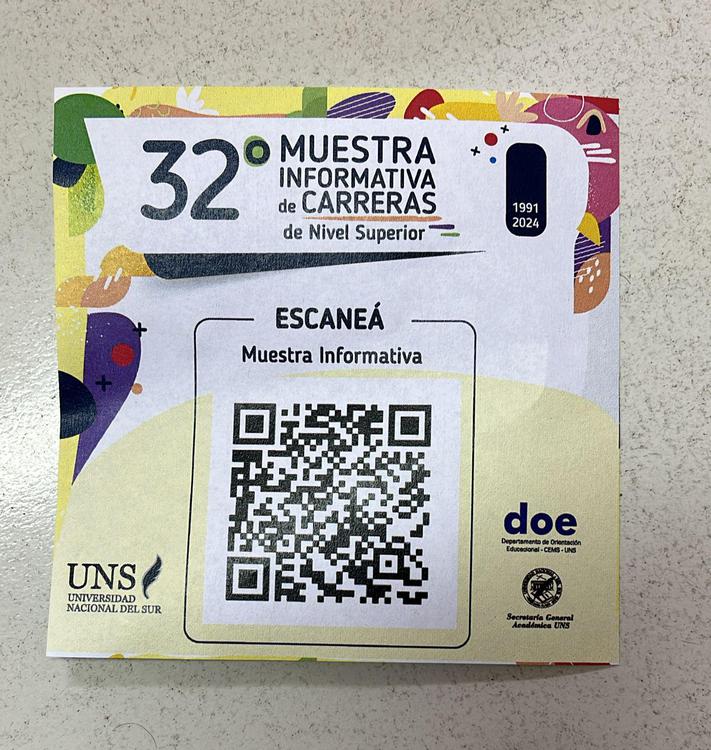 32º MUESTRA
INFORMATIVA
de CARRERAS
de Nivel Superior
1991
2024
ESCANEÁ
Muestra Informativa
UNS
UNIVERSIDAD
NACIONAL DEL SUR
doe
Departamento de Orientación
Educacional - CEMS - UNS
Secretaría General
Académica UNS